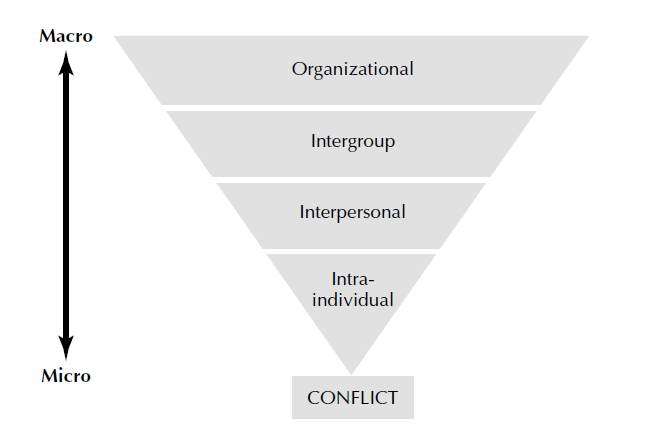 Macro
Organizational
Intergroup
Interpersonal
Intra-
individual
Micro
CONFLICT